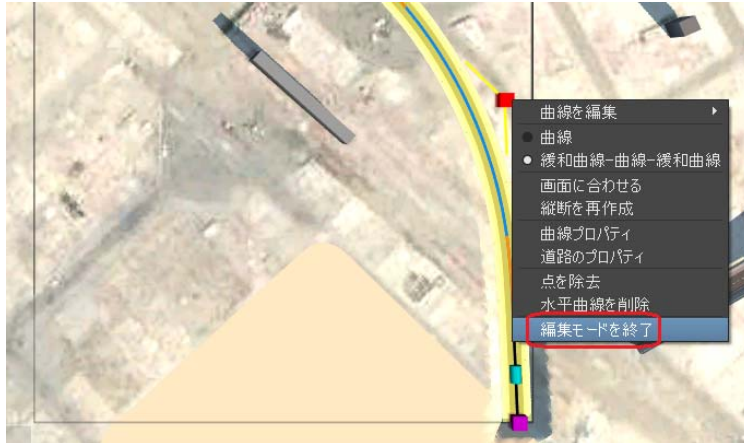 曲線を編集
曲線
緩和曲線-曲線-緩和曲線
画面に合わせる
縦断を再作成
曲線プロパティ
道路のプロパティ
点を除去
水平曲線を削除
編集モードを終了